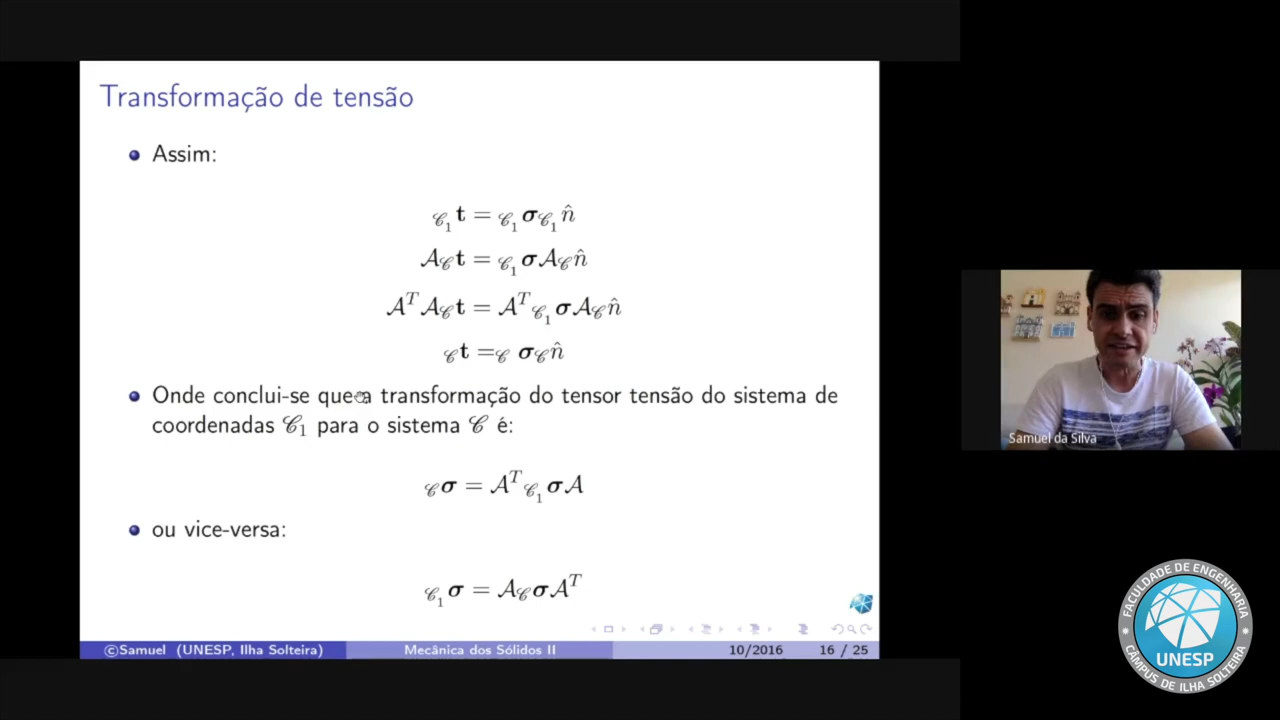 Transformação de tensão
Assim:
𝒞₁t = 𝒞₁σ𝒞₁n̂
𝒜𝒞t = 𝒞₁σ𝒜𝒞n̂
𝒜ᵀ𝒜𝒞t = 𝒜ᵀ𝒞₁σ𝒜𝒞n̂
𝒞t =𝒞 σ𝒞n̂
Onde conclui-se que a transformação do tensor tensão do sistema de
coordenadas 𝒞₁ para o sistema 𝒞 é:
𝒞σ = 𝒜ᵀ𝒞₁σ𝒜
ou vice-versa:
𝒞₁σ = 𝒜𝒞σ𝒜ᵀ
©Samuel (UNESP, Ilha Solteira) Mecânica dos Sólidos II 10/2016 16 / 25
Samuel da Silva
FACULDADE DE ENGENHARIA
UNESP
CÂMPUS DE ILHA SOLTEIRA